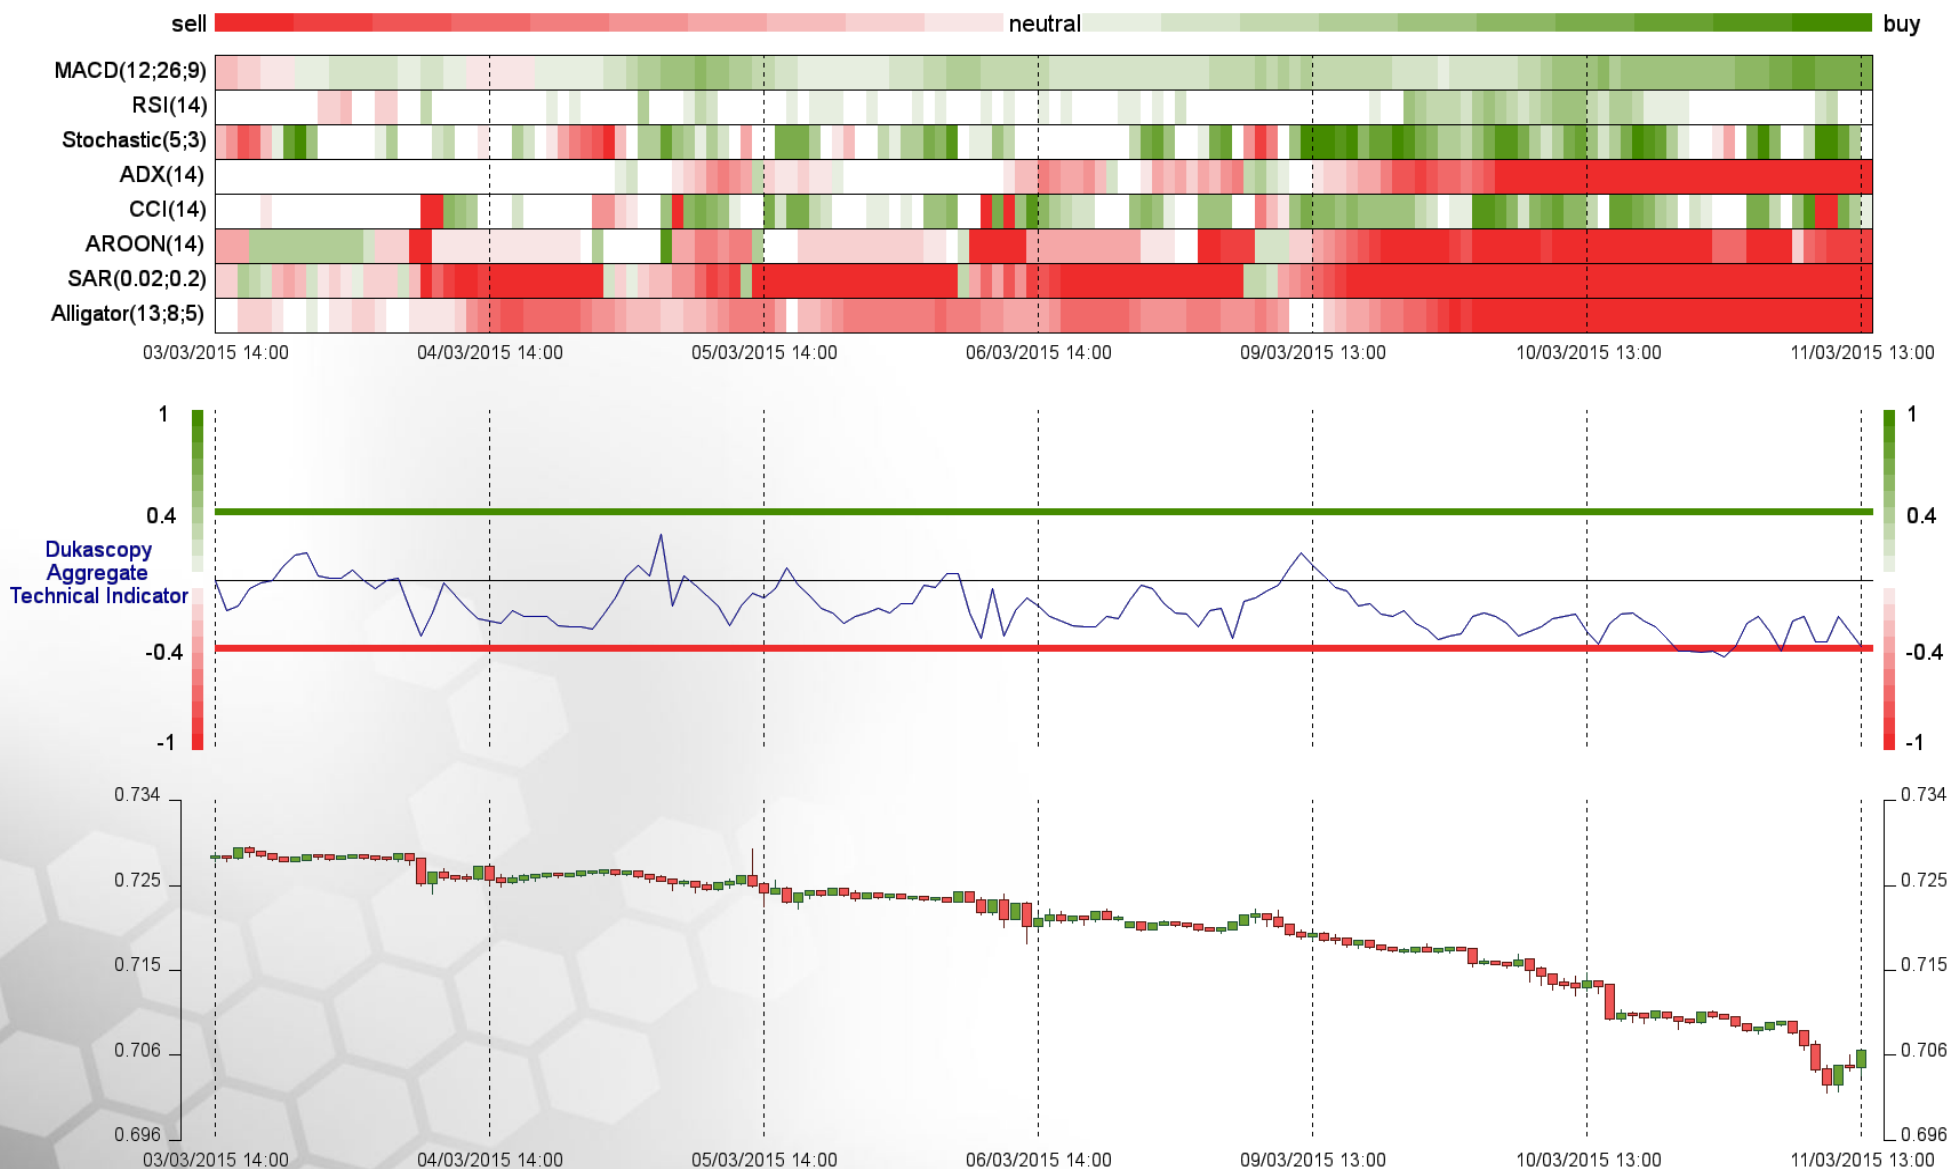 sell neutral buy
MACD(12;26;9)
RSI(14)
Stochastic(5;3)
ADX(14)
CCI(14)
AROON(14)
SAR(0.02;0.2)
Alligator(13;8;5)
03/03/2015 14:00 04/03/2015 14:00 05/03/2015 14:00 06/03/2015 14:00 09/03/2015 13:00 10/03/2015 13:00 11/03/2015 13:00
1 1
0.4 0.4
Dukascopy
Aggregate
Technical Indicator
-0.4 -0.4
-1 -1
0.734 0.734
0.725 0.725
0.715 0.715
0.706 0.706
0.696 0.696
03/03/2015 14:00 04/03/2015 14:00 05/03/2015 14:00 06/03/2015 14:00 09/03/2015 13:00 10/03/2015 13:00 11/03/2015 13:00